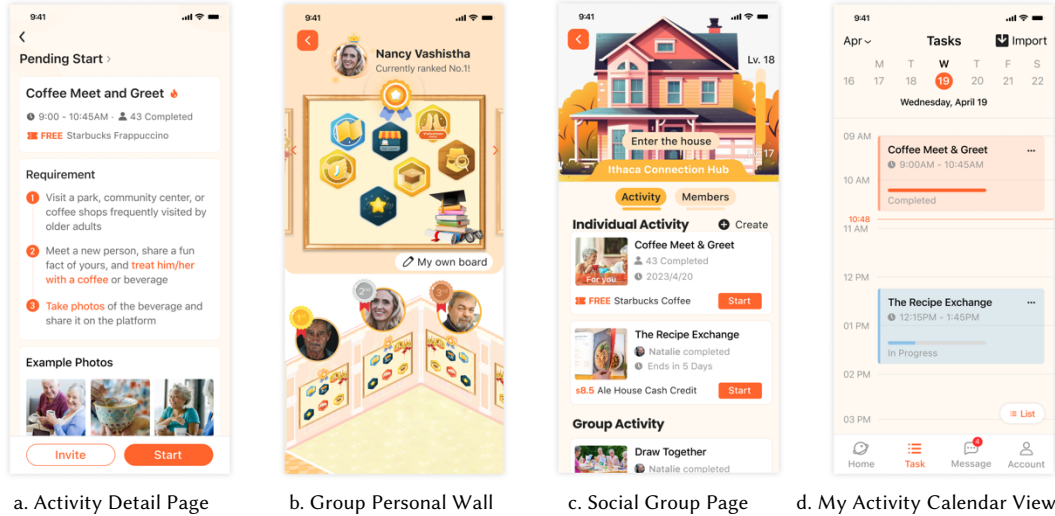 9:41
Pending Start >
Coffee Meet and Greet
9:00 - 10:45AM - 43 Completed
FREE Starbucks Frappuccino
Requirement
1 Visit a park, community center, or
coffee shops frequently visited by
older adults
2 Meet a new person, share a fun
fact of yours, and treat him/her
with a coffee or beverage
3 Take photos of the beverage and
share it on the platform
Example Photos
Invite
Start
a. Activity Detail Page
9:41
Nancy Vashistha
Currently ranked No.1!
My own board
1st
2nd
3rd
b. Group Personal Wall
9:41
Lv. 18
17
Enter the house
Ithaca Connection Hub
Activity
Members
Individual Activity
Create
Coffee Meet & Greet
43 Completed
2023/4/20
For you
FREE Starbucks Coffee
Start
The Recipe Exchange
Natalie completed
Ends in 5 Days
$8.5 Ale House Cash Credit
Start
Group Activity
Draw Together
Natalie completed
c. Social Group Page
9:41
Apr
Tasks
Import
M T W T F S
16 17 18 19 20 21 22
Wednesday, April 19
09 AM
Coffee Meet & Greet
9:00AM - 10:45AM
10 AM
Completed
10:48
11 AM
12 PM
The Recipe Exchange
12:15PM - 1:45PM
01 PM
In Progress
02 PM
List
03 PM
4
Home
Task
Message
Account
d. My Activity Calendar View